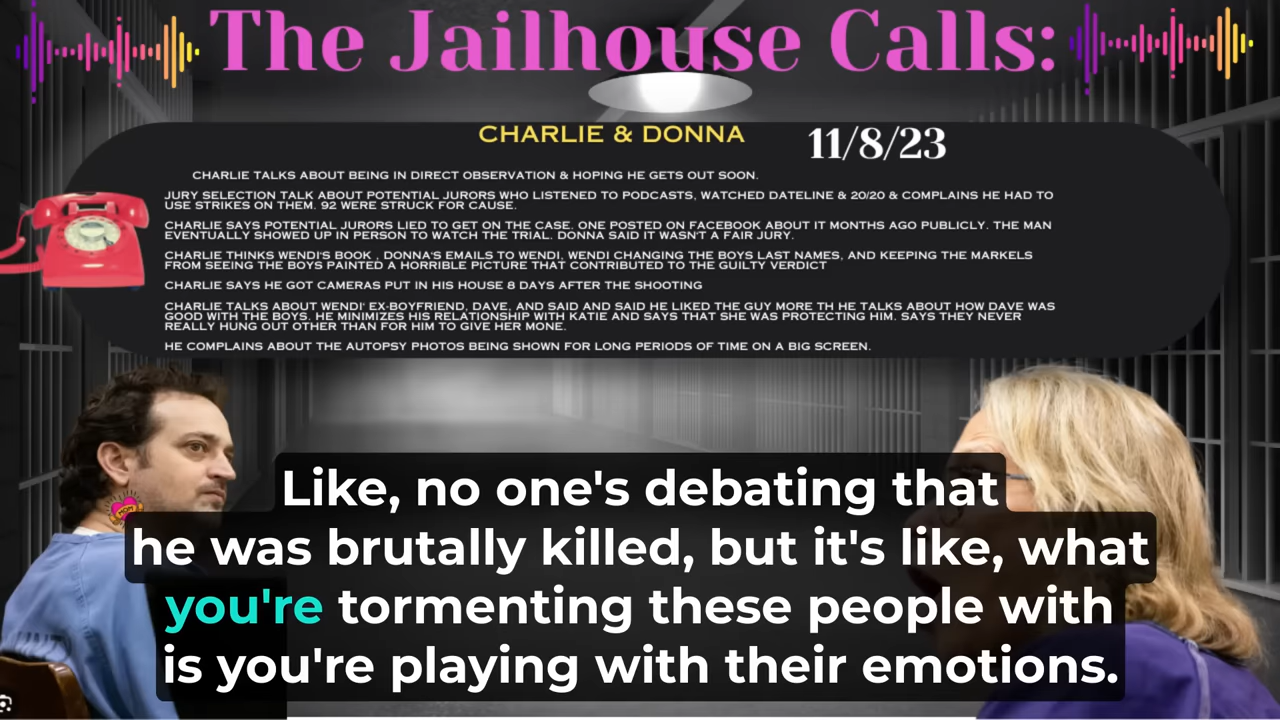 The Jailhouse Calls:
CHARLIE & DONNA
11/8/23
CHARLIE TALKS ABOUT BEING IN DIRECT OBSERVATION & HOPING HE GETS OUT SOON.
JURY SELECTION TALK ABOUT POTENTIAL JURORS WHO LISTENED TO PODCASTS, WATCHED DATELINE & 20/20 & COMPLAINS HE HAD TO
USE STRIKES ON THEM. 92 WERE STRUCK FOR CAUSE.
CHARLIE SAYS POTENTIAL JURORS LIED TO GET ON THE CASE. ONE POSTED ON FACEBOOK ABOUT IT MONTHS AGO PUBLICLY. THE MAN
EVENTUALLY SHOWED UP IN PERSON TO WATCH THE TRIAL. DONNA SAID IT WASN'T A FAIR JURY.
CHARLIE THINKS WENDI'S BOOK , DONNA'S EMAILS TO WENDI, WENDI CHANGING THE BOYS LAST NAMES, AND KEEPING THE MARKELS
FROM SEEING THE BOYS PAINTED A HORRIBLE PICTURE THAT CONTRIBUTED TO THE GUILTY VERDICT
CHARLIE SAYS HE GOT CAMERAS PUT IN HIS HOUSE 8 DAYS AFTER THE SHOOTING
CHARLIE TALKS ABOUT WENDI' EX-BOYFRIEND, DAVE, AND SAID AND SAID HE LIKED THE GUY MORE TH HE TALKS ABOUT HOW DAVE WAS
GOOD WITH THE BOYS. HE MINIMIZES HIS RELATIONSHIP WITH KATIE AND SAYS THAT SHE WAS PROTECTING HIM. SAYS THEY NEVER
REALLY HUNG OUT OTHER THAN FOR HIM TO GIVE HER MONE.
HE COMPLAINS ABOUT THE AUTOPSY PHOTOS BEING SHOWN FOR LONG PERIODS OF TIME ON A BIG SCREEN.
MOM
Like, no one's debating that
he was brutally killed, but it's like, what
you're tormenting these people with
is you're playing with their emotions.